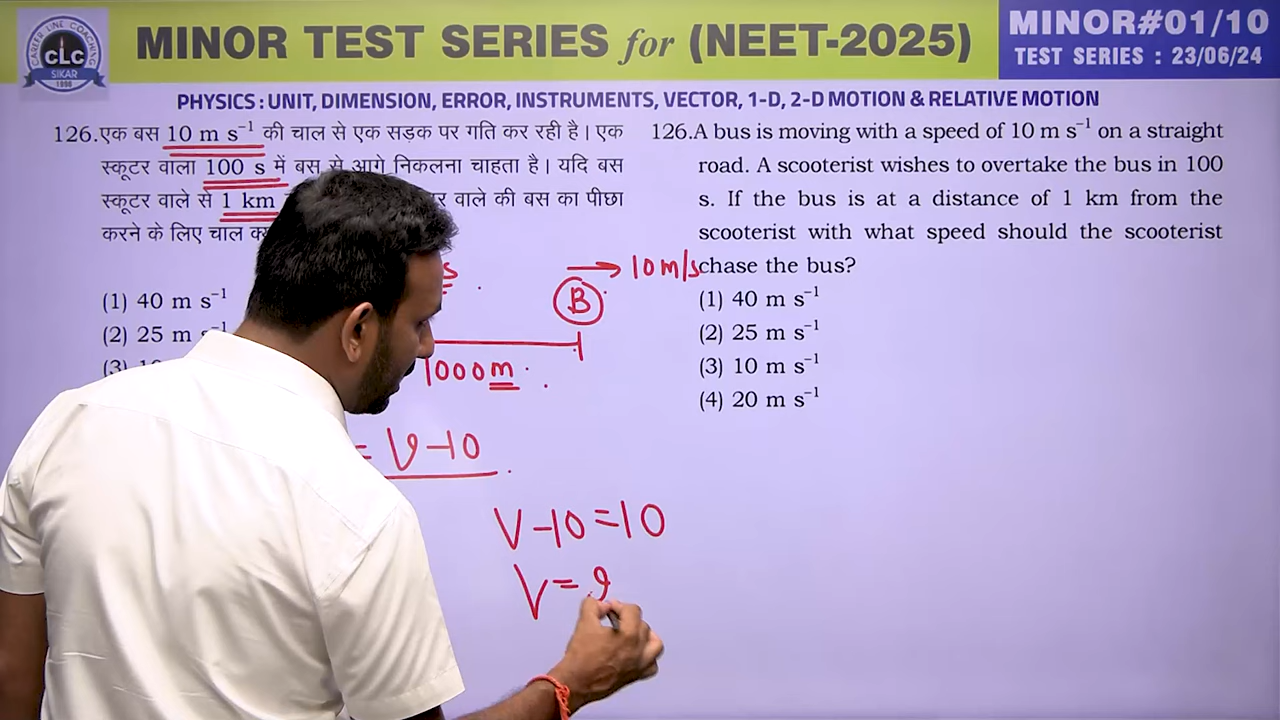 CAREER LINE COACHING
CLC
SIKAR
1996
MINOR TEST SERIES for (NEET-2025)
MINOR#01/10
TEST SERIES : 23/06/24
PHYSICS : UNIT, DIMENSION, ERROR, INSTRUMENTS, VECTOR, 1-D, 2-D MOTION & RELATIVE MOTION
126.एक बस 10 m s⁻¹ की चाल से एक सड़क पर गति कर रही है। एक
स्कूटर वाला 100 s में बस से आगे निकलना चाहता है। यदि बस
स्कूटर वाले से 1 km वाले की बस का पीछा
करने के लिए चाल
(1) 40 m s⁻¹
(2) 25 m
(3)
B
10 m/s
1000 m
= V-10
V-10=10
V=
126.A bus is moving with a speed of 10 m s⁻¹ on a straight
road. A scooterist wishes to overtake the bus in 100
s. If the bus is at a distance of 1 km from the
scooterist with what speed should the scooterist
chase the bus?
(1) 40 m s⁻¹
(2) 25 m s⁻¹
(3) 10 m s⁻¹
(4) 20 m s⁻¹